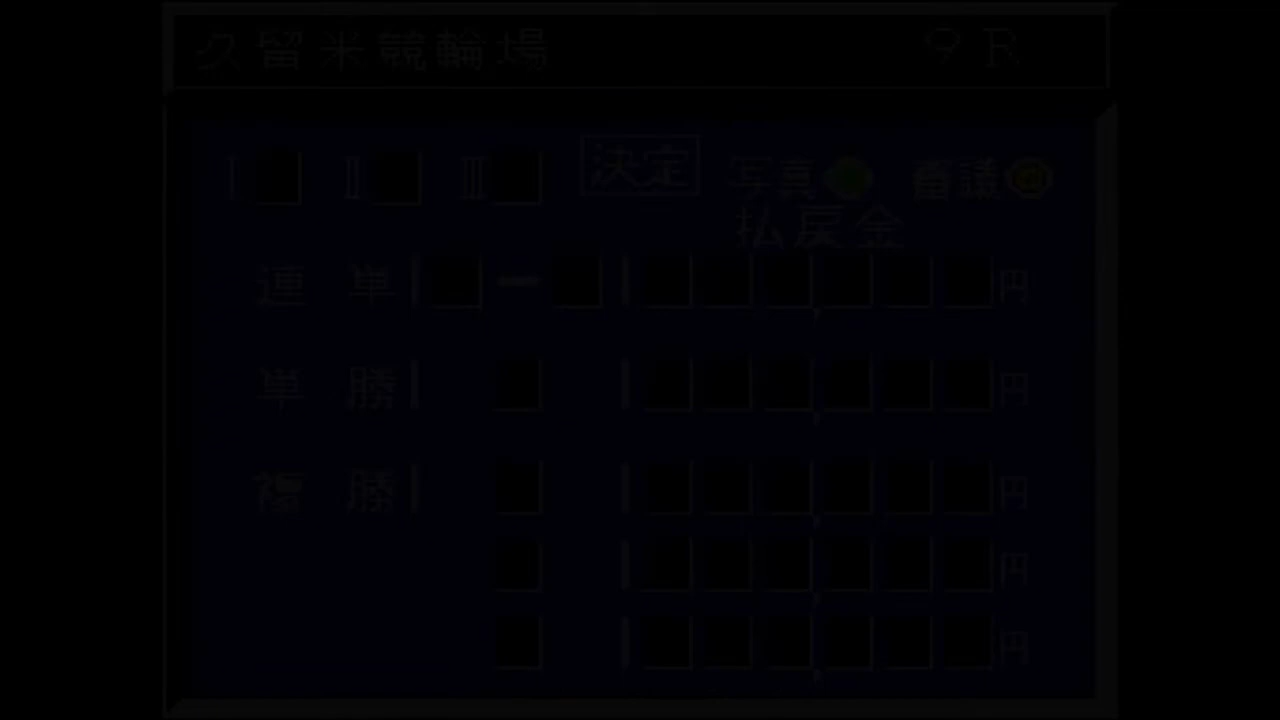 久留米競輪場 9R
Ⅰ Ⅱ Ⅲ 決定 写真 審議
払戻金
連単 ー 円
単勝 円
複勝 円
円
円